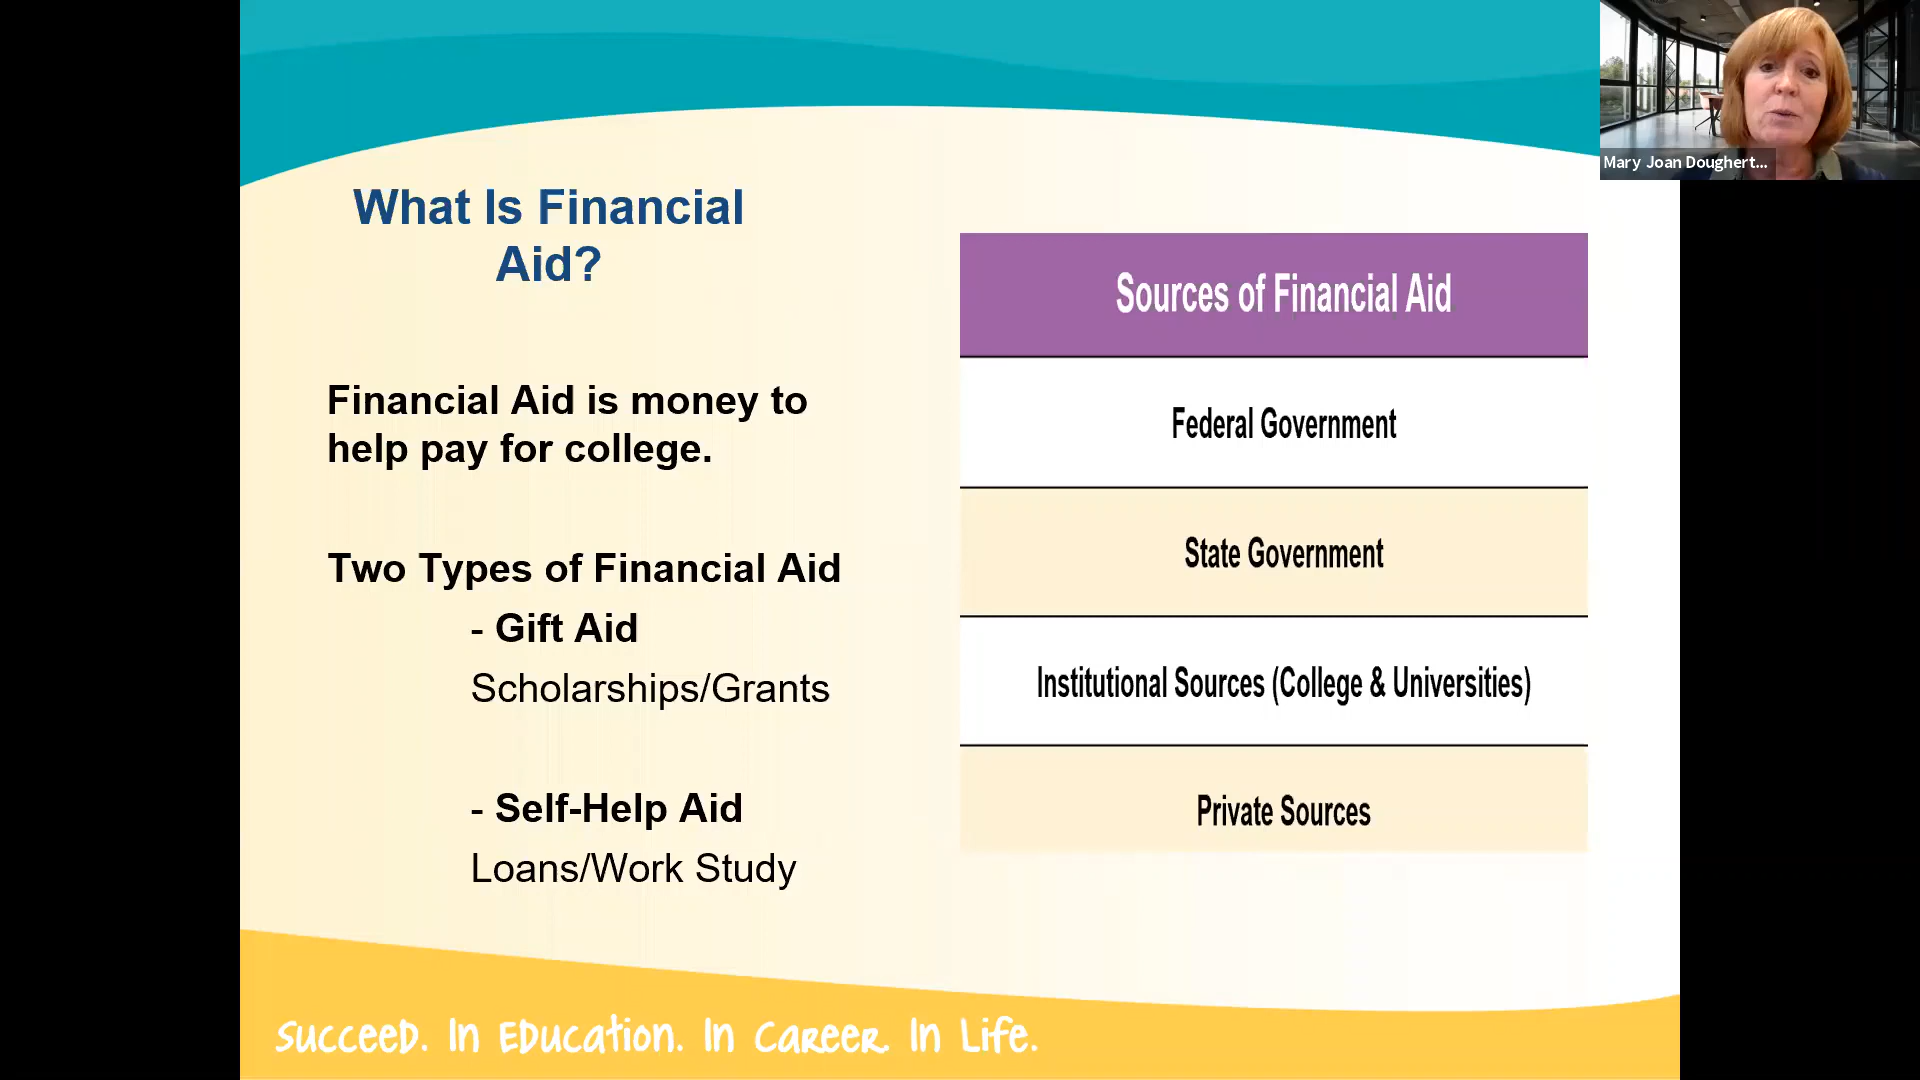 What Is Financial
Aid?
Financial Aid is money to
help pay for college.
Two Types of Financial Aid
- Gift Aid
Scholarships/Grants
- Self-Help Aid
Loans/Work Study
Sources of Financial Aid
Federal Government
State Government
Institutional Sources (College & Universities)
Private Sources
Mary Joan Doughert...
Succeed. In Education. In Career. In Life.